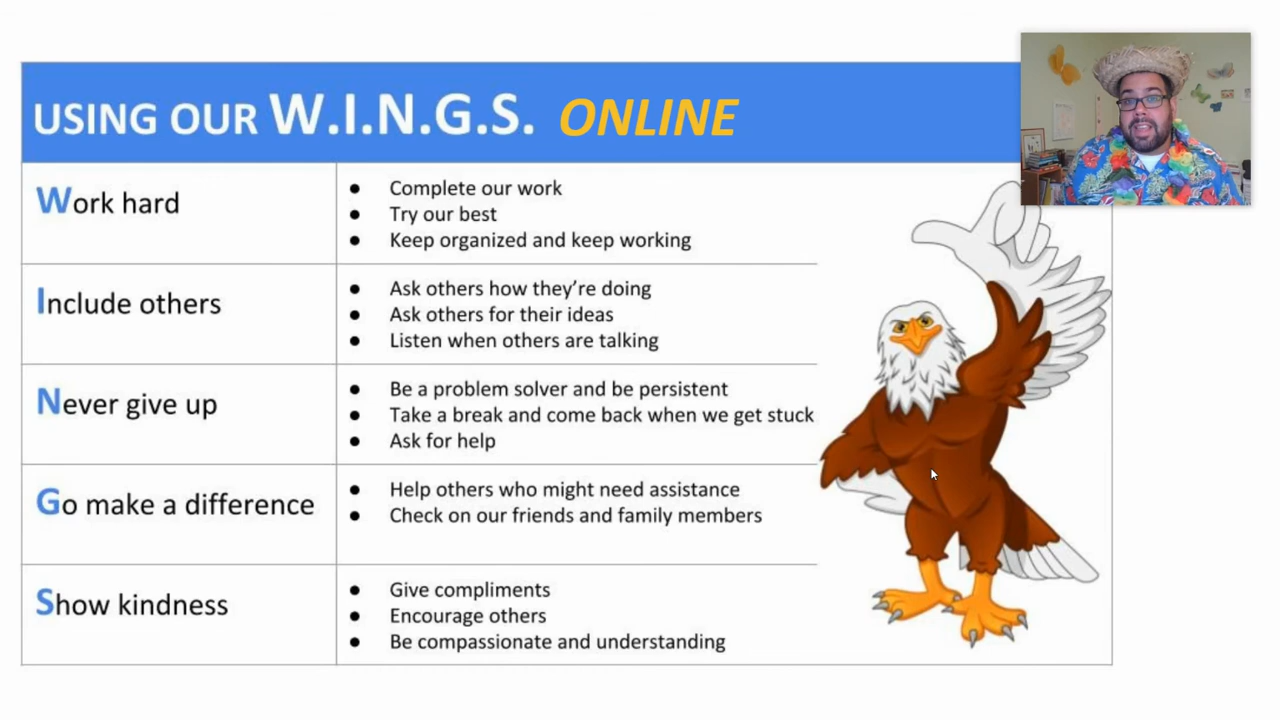 USING OUR W.I.N.G.S. ONLINE
Work hard
● Complete our work
● Try our best
● Keep organized and keep working
Include others
● Ask others how they’re doing
● Ask others for their ideas
● Listen when others are talking
Never give up
● Be a problem solver and be persistent
● Take a break and come back when we get stuck
● Ask for help
Go make a difference
● Help others who might need assistance
● Check on our friends and family members
Show kindness
● Give compliments
● Encourage others
● Be compassionate and understanding